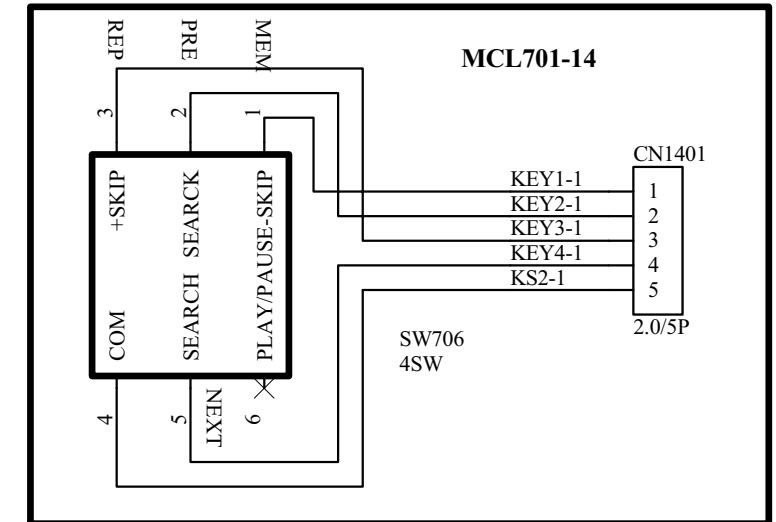 REP
PRE
MEM
MCL701-14
3
2
1
CN1401
+SKIP
SEARCK
PLAY/PAUSE-SKIP
COM
SEARCH
KEY1-1
KEY2-1
KEY3-1
KEY4-1
KS2-1
1
2
3
4
5
2.0/5P
SW706
4SW
4
5
NEXT
6